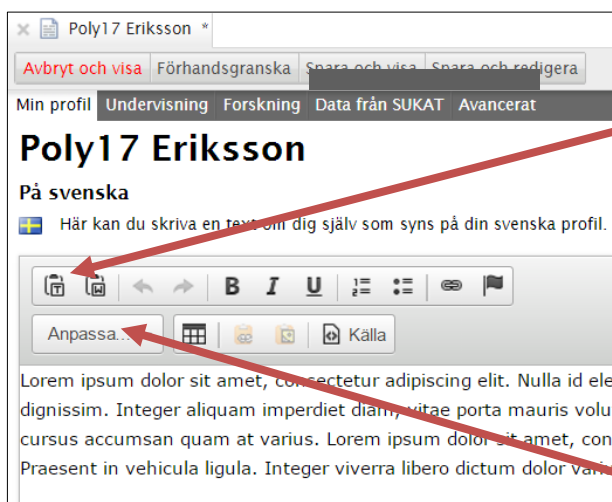 Poly17 Eriksson *
Avbryt och visa Förhandsgranska Spara och visa Spara och redigera
Min profil Undervisning Forskning Data från SUKAT Avancerat
Poly17 Eriksson
På svenska
Här kan du skriva en text om dig själv som syns på din svenska profil.
B I U
Anpassa... Källa
Lorem ipsum dolor sit amet, consectetur adipiscing elit. Nulla id ele
dignissim. Integer aliquam imperdiet diam, vitae porta mauris volu
cursus accumsan quam at varius. Lorem ipsum dolor sit amet, con
Praesent in vehicula ligula. Integer viverra libero dictum dolor vari